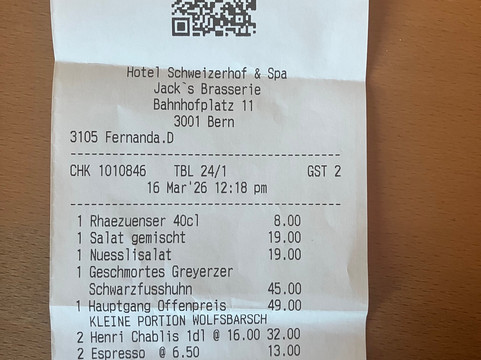 Hotel Schweizerhof & Spa
Jack`s Brasserie
Bahnhofplatz 11
3001 Bern
3105 Fernanda.D
CHK 1010846 TBL 24/1 GST 2
16 Mar'26 12:18 pm
1 Rhaezuenser 40cl 8.00
1 Salat gemischt 19.00
1 Nuesslisalat 19.00
1 Geschmortes Greyerzer
Schwarzfusshuhn 45.00
1 Hauptgang Offenpreis 49.00
KLEINE PORTION WOLFSBARSCH
2 Henri Chablis 1dl @ 16.00 32.00
2 Espresso @ 6.50 13.00